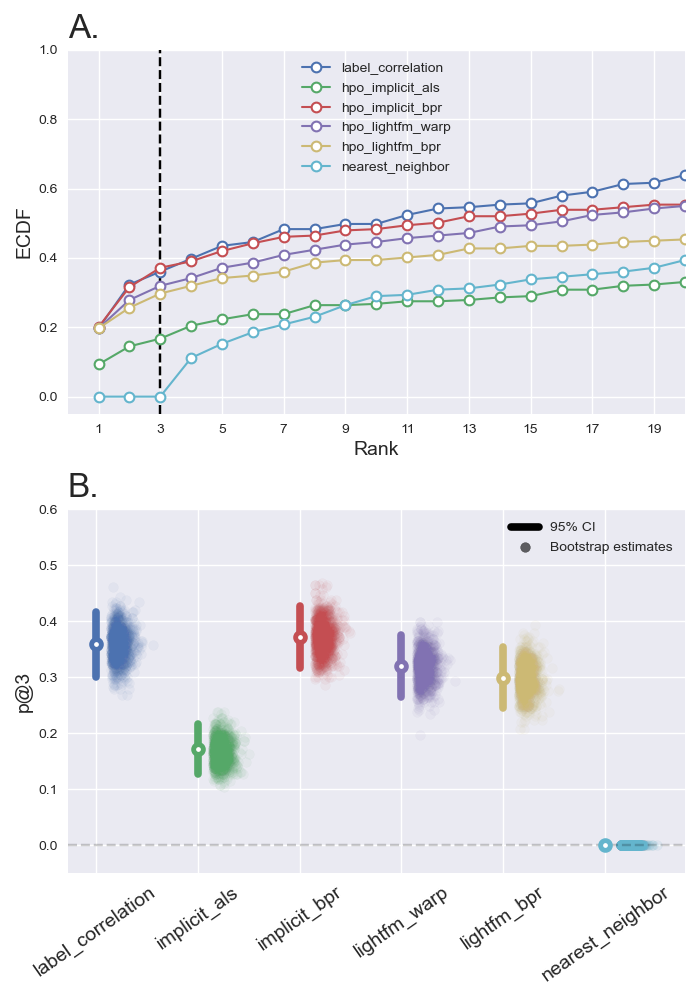 A.
1.0
0.8
0.6
0.4
0.2
0.0
ECDF
label_correlation
hpo_implicit_als
hpo_implicit_bpr
hpo_lightfm_warp
hpo_lightfm_bpr
nearest_neighbor
1 3 5 7 9 11 13 15 17 19
Rank
B.
0.6
0.5
0.4
0.3
0.2
0.1
0.0
p@3
95% CI
Bootstrap estimates
label_correlation
implicit_als
implicit_bpr
lightfm_warp
lightfm_bpr
nearest_neighbor